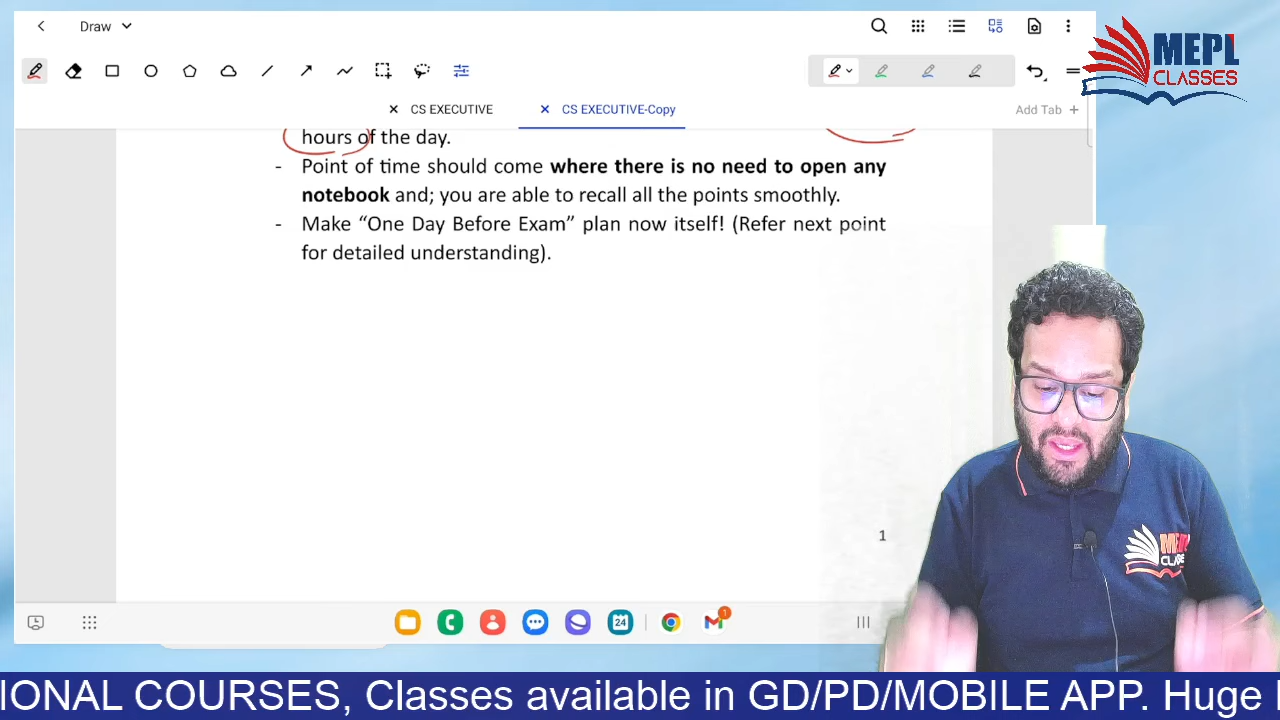 Draw
MEPL
CLASSES
CS EXECUTIVE
CS EXECUTIVE-Copy
Add Tab +
hours of the day.
- Point of time should come where there is no need to open any
notebook and; you are able to recall all the points smoothly.
- Make “One Day Before Exam” plan now itself! (Refer next point
for detailed understanding).
1
24
1
IONAL COURSES, Classes available in GD/PD/MOBILE APP. Huge